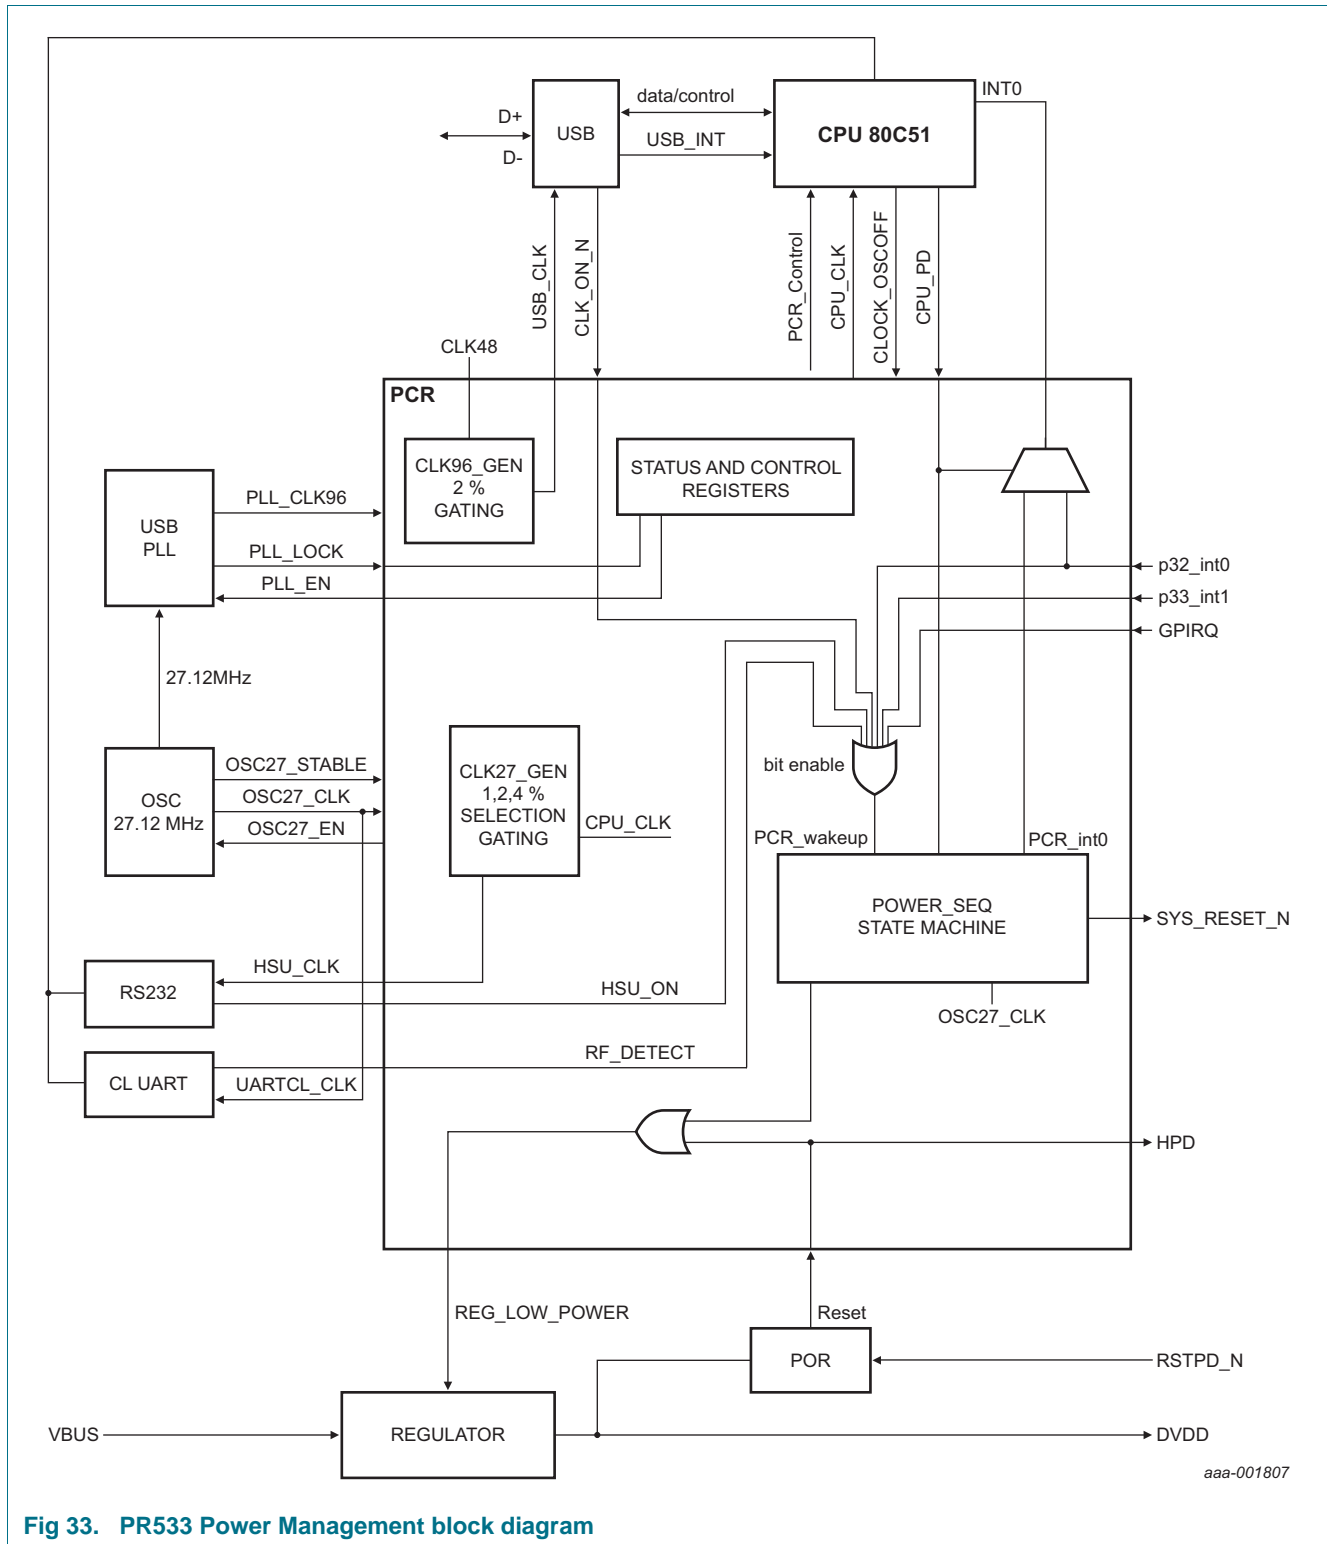 INT0
data/control
D+
USB
CPU 80C51
USB_INT
D-
USB_CLK
CLK_ON_N
PCR_Control
CPU_CLK
CLOCK_OSCOFF
CPU_PD
CLK48
PCR
CLK96_GEN
2 %
GATING
STATUS AND CONTROL
REGISTERS
PLL_CLK96
USB
PLL
PLL_LOCK
PLL_EN
p32_int0
p33_int1
GPIRQ
27.12MHz
OSC27_STABLE
OSC
27.12 MHz
OSC27_CLK
OSC27_EN
CLK27_GEN
1,2,4 %
SELECTION
GATING
CPU_CLK
bit enable
PCR_wakeup
PCR_int0
POWER_SEQ
STATE MACHINE
SYS_RESET_N
HSU_CLK
RS232
HSU_ON
OSC27_CLK
RF_DETECT
CL UART
UARTCL_CLK
HPD
REG_LOW_POWER
Reset
POR
RSTPD_N
VBUS
REGULATOR
DVDD
aaa-001807
Fig 33. PR533 Power Management block diagram